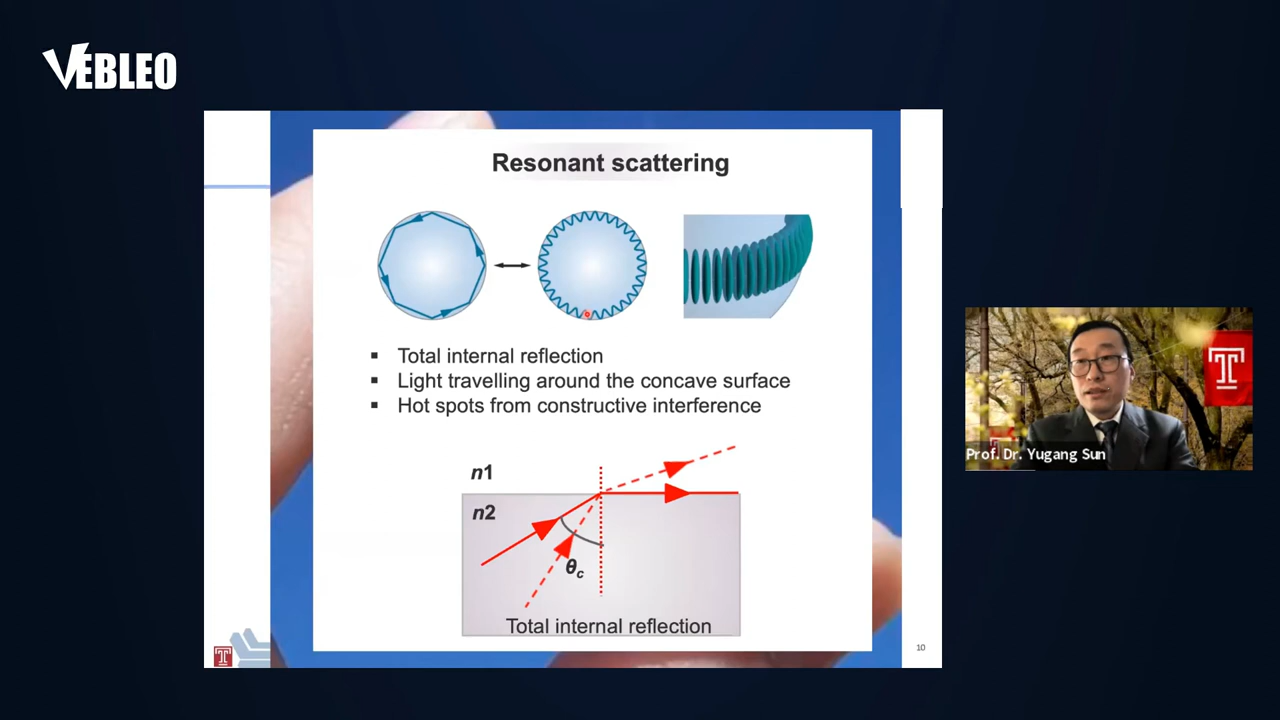 VEBLEO
Resonant scattering
▪ Total internal reflection
▪ Light travelling around the concave surface
▪ Hot spots from constructive interference
n1
n2
θc
Total internal reflection
T
10
T
Prof. Dr. Yugang Sun